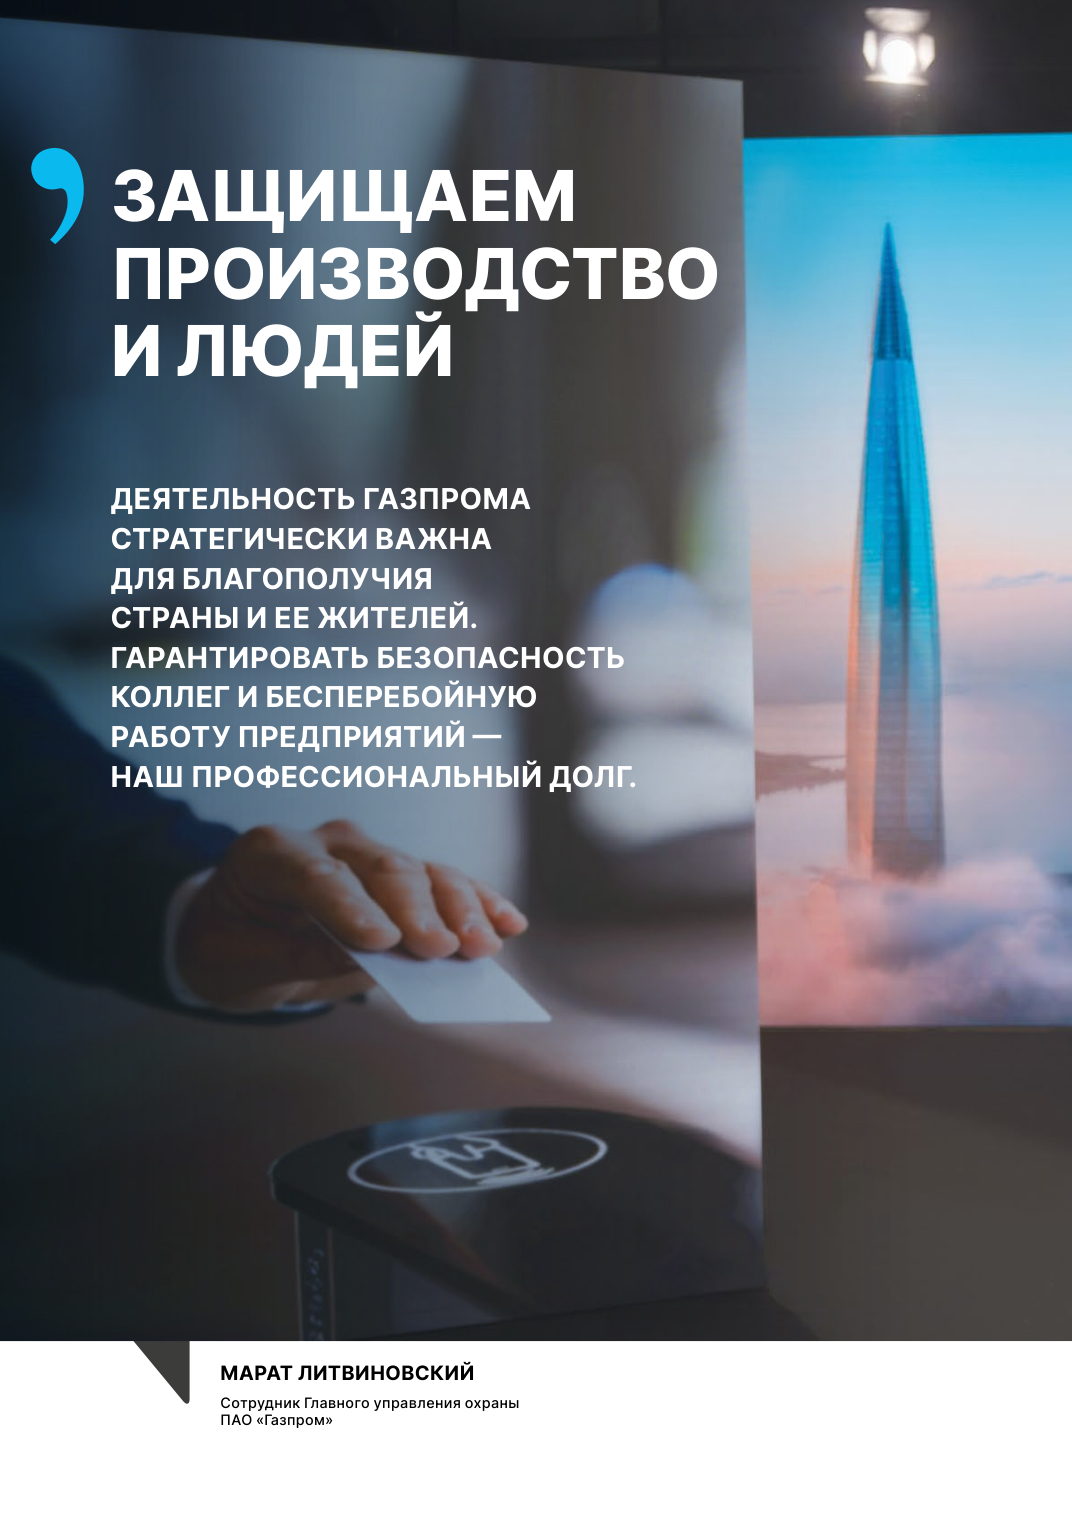 ЗАЩИЩАЕМ
ПРОИЗВОДСТВО
И ЛЮДЕЙ
ДЕЯТЕЛЬНОСТЬ ГАЗПРОМА
СТРАТЕГИЧЕСКИ ВАЖНА
ДЛЯ БЛАГОПОЛУЧИЯ
СТРАНЫ И ЕЕ ЖИТЕЛЕЙ.
ГАРАНТИРОВАТЬ БЕЗОПАСНОСТЬ
КОЛЛЕГ И БЕСПЕРЕБОЙНУЮ
РАБОТУ ПРЕДПРИЯТИЙ —
НАШ ПРОФЕССИОНАЛЬНЫЙ ДОЛГ.
МАРАТ ЛИТВИНОВСКИЙ
Сотрудник Главного управления охраны
ПАО «Газпром»